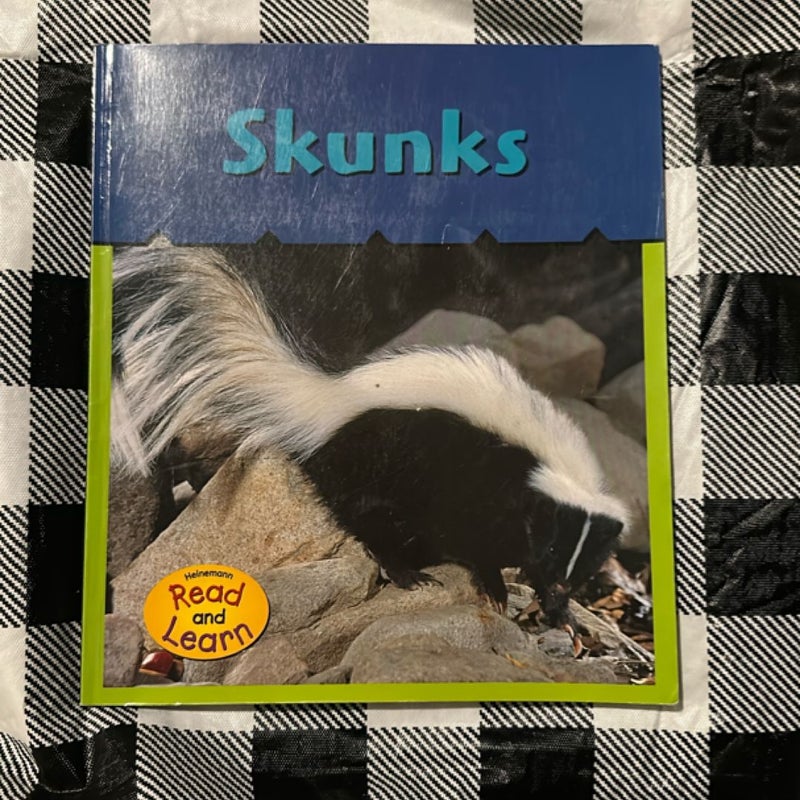 Skunks
Heinemann
Read
and
Learn